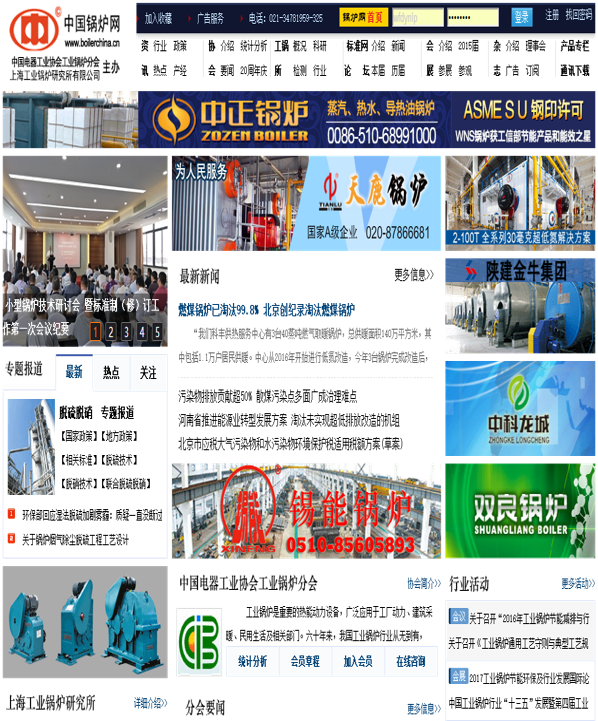 中国锅炉网
www.boilerchina.cn
中国电器工业协会工业锅炉分会
上海工业锅炉研究所有限公司
主办
加入收藏 广告服务 电话: 021-34781959-325 锅炉网首页 登录 注册 找回密码
资 行业 政策 协 介绍 统计分析 工锅 概况 科研 标准网 介绍 新闻 会 介绍 2015届 杂 介绍 理事会 产品专栏
讯 热点 产经 会 要闻 20周年庆 所 检测 行业 论坛 本届 历届 展 参展 参观 志 广告 订阅 通讯下载
中正锅炉
ZOZEN BOILER
蒸汽、热水、导热油锅炉
0086-510-68991000
ASME S U 钢印许可
WNS锅炉获工信部节能产品和能效之星
小型锅炉技术研讨会 暨标准制(修)订工
作第一次会议纪要
1 2 3 4 5
为人民服务
TIANLU
天鹿锅炉
国家A级企业 020-87866681
2-100T 全系列30毫克超低氮解决方案
最新新闻 更多信息>>
燃煤锅炉已淘汰99.8% 北京创纪录淘汰燃煤锅炉
“我们科丰供热服务中心有3台40蒸吨燃气取暖锅炉，总供暖面积140万平方米，其
中包括1.1万户居民供暖。中心从2016年开始进行低氮改造，今年3台锅炉完成改造后，
污染物排放贡献超50% 散煤污染点多面广成治理难点
河南省推进能源业转型发展方案 淘汰未实现超低排放改造的机组
北京市应税大气污染物和水污染物环境保护税适用税额方案(草案)
陕建金牛集团
中科龙城
ZHONGKE LONGCHENG
专题报道 最新 热点 关注
脱硫脱硝 专题报道
【国家政策】【地方政策】
【相关标准】【脱硫技术】
【脱硝技术】【联合脱硫脱硝】
环保部回应湿法脱硫加剧雾霾：质疑一直没断过
关于锅炉烟气除尘脱硫工程工艺设计
XINENG
锡能锅炉
0510-85605893
双良锅炉
SHUANGLIANG BOILER
中国电器工业协会工业锅炉分会 协会简介>>
工业锅炉是重要的热能动力设备，广泛应用于工厂动力、建筑采
暖、民用生活及相关部门。六十年来，我国工业锅炉行业从无到有，
统计分析 会员章程 加入会员 在线咨询
行业活动 更多活动>>
会议 关于召开“2016年工业锅炉节能减排与行
关于召开《工业锅炉通用工艺守则与典型工艺规
会展 2017工业锅炉节能环保及行业发展国际论
中国工业锅炉行业“十三五”发展暨第四届工业
上海工业锅炉研究所 详细介绍>>
分会要闻 更多信息>>